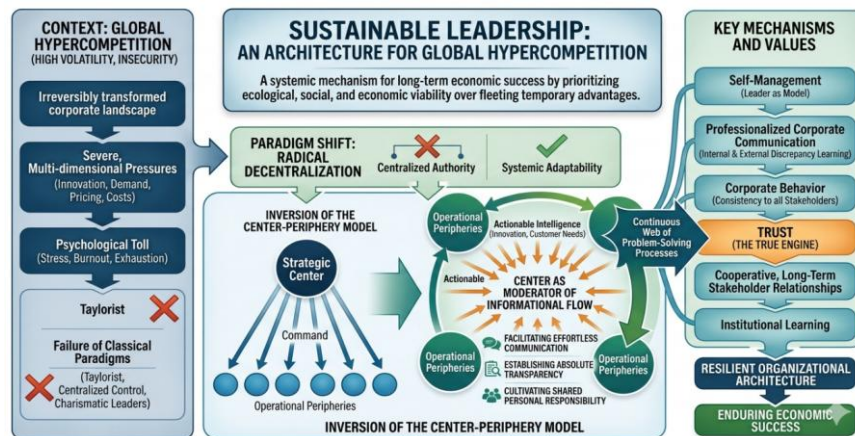 CONTEXT: GLOBAL
HYPERCOMPETITION
(HIGH VOLATILITY, INSECURITY)
Irreversibly transformed
corporate landscape
Severe,
Multi-dimensional Pressures
(Innovation, Demand,
Pricing, Costs)
Psychological Toll
(Stress, Burnout, Exhaustion)
Taylorist
Failure of Classical
Paradigms
(Taylorist,
Centralized Control,
Charismatic Leaders)
SUSTAINABLE LEADERSHIP:
AN ARCHITECTURE FOR GLOBAL HYPERCOMPETITION
A systemic mechanism for long-term economic success by prioritizing
ecological, social, and economic viability over fleeting temporary advantages.
PARADIGM SHIFT:
RADICAL
DECENTRALIZATION
Centralized Authority
Systemic Adaptability
INVERSION OF THE
CENTER-PERIPHERY MODEL
Strategic
Center
Command
Operational Peripheries
Operational
Peripheries
Actionable Intelligence
(Innovation, Customer Needs)
Actionable
CENTER AS
MODERATOR OF
INFORMATIONAL FLOW
Continuous
Web of
Problem-Solving
Processes
Operational
Peripheries
FACILITATING EFFORTLESS
COMMUNICATION
ESTABLISHING ABSOLUTE
TRANSPARENCY
CULTIVATING SHARED
PERSONAL RESPONSIBILITY
Operational
Peripheries
INVERSION OF THE CENTER-PERIPHERY MODEL
KEY MECHANISMS
AND VALUES
Self-Management
(Leader as Model)
Professionalized Corporate
Communication
(Internal & External Discrepancy Learning)
Corporate Behavior
(Consistency to all Stakeholders)
TRUST
(THE TRUE ENGINE)
Cooperative, Long-Term
Stakeholder Relationships
Institutional Learning
RESILIENT ORGANIZATIONAL
ARCHITECTURE
ENDURING ECONOMIC
SUCCESS